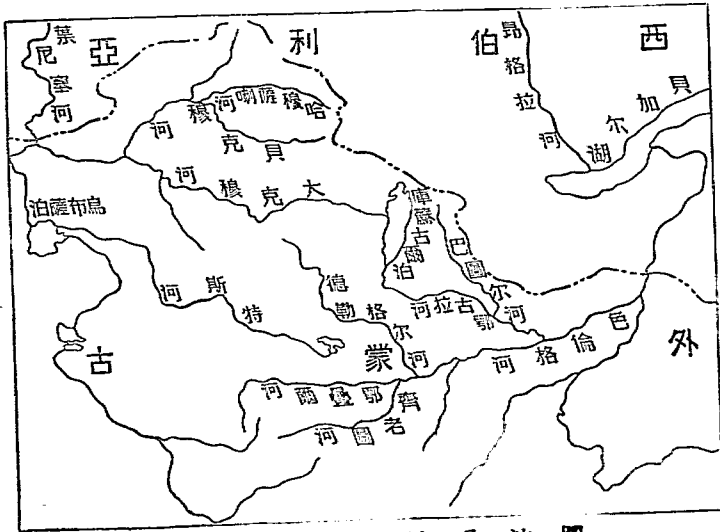 西伯利亞
葉尼塞河
昂格拉河
貝加尔湖
哈穆薩喇河
貝克穆河
大克穆河
烏布薩泊
庫蘇古爾泊
巴圖尔河
鄂古拉河
特斯河
德勒格尔河
色倫格河
外蒙古
鄂疊爾河
齊老圖河